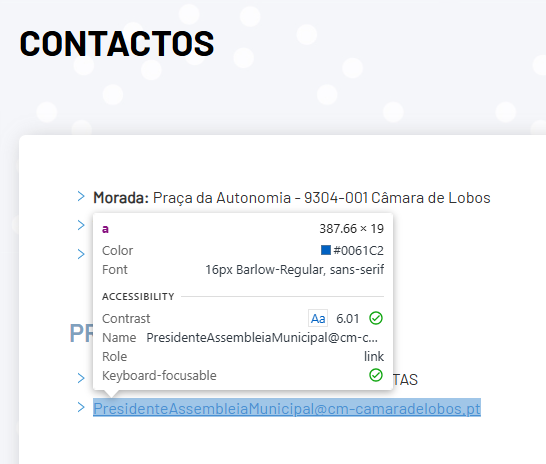 CONTACTOS
Morada: Praça da Autonomia - 9304-001 Câmara de Lobos
a 387.66 × 19
Color #0061C2
Font 16px Barlow-Regular, sans-serif
ACCESSIBILITY
Contrast Aa 6.01
Name PresidenteAssembleiaMunicipal@cm-c...
Role link
Keyboard-focusable
PR
TAS
PresidenteAssembleiaMunicipal@cm-camaradelobos.pt